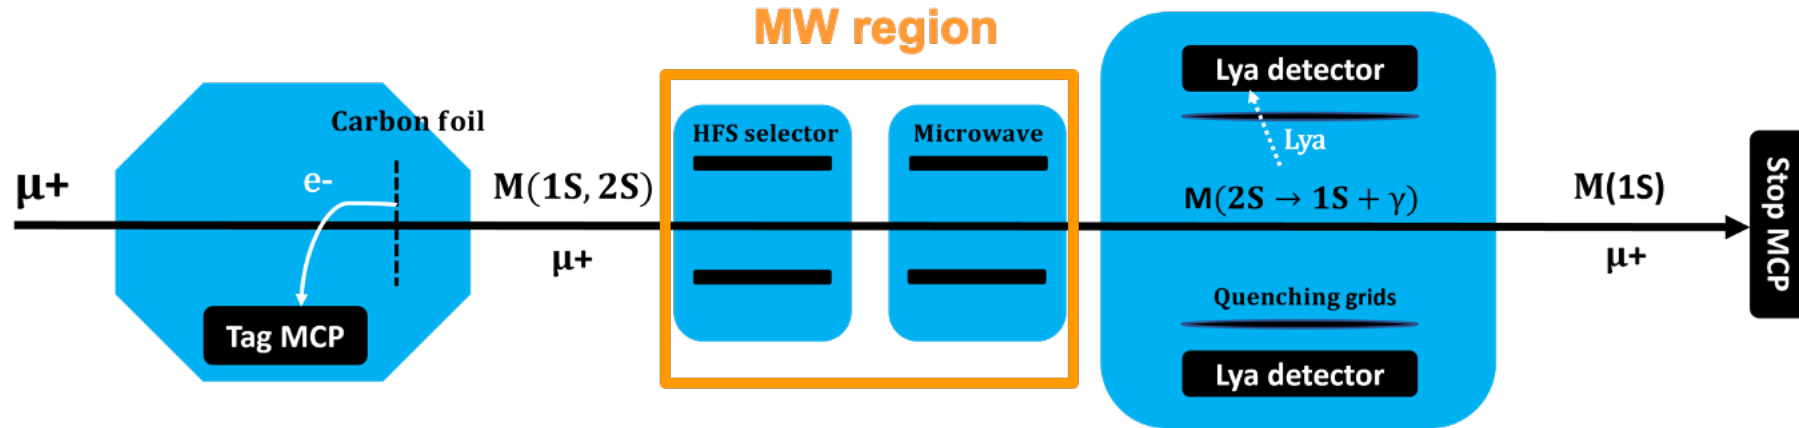 MW region
Carbon foil
e-
μ+
Tag MCP
M(1S, 2S)
μ+
HFS selector
Microwave
Lya detector
Lya
M(2S → 1S + γ)
Quenching grids
Lya detector
M(1S)
μ+
Stop MCP